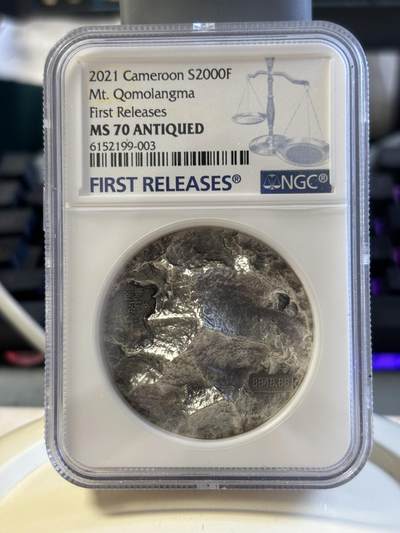 2021 Cameroon S2000F
Mt. Qomolangma
First Releases
MS 70 ANTIQUED
6152199-003
FIRST RELEASES®
NGC®